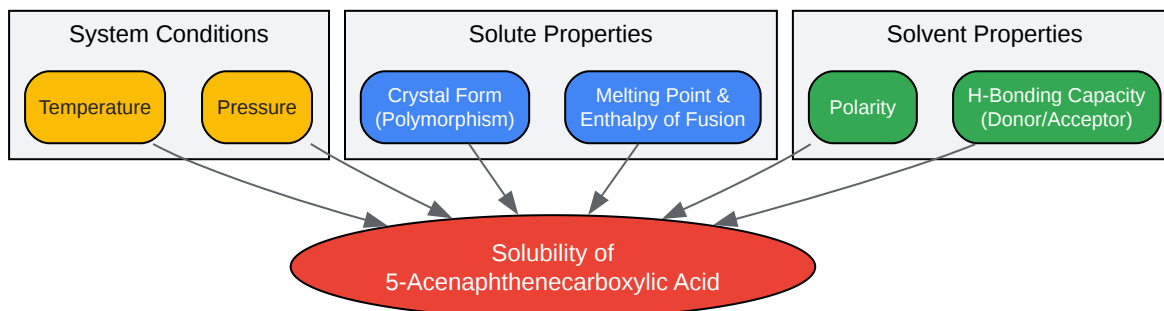 System Conditions
Solute Properties
Solvent Properties
Temperature
Pressure
Crystal Form
(Polymorphism)
Melting Point &
Enthalpy of Fusion
Polarity
H-Bonding Capacity
(Donor/Acceptor)
Solubility of
5-Acenaphthenecarboxylic Acid